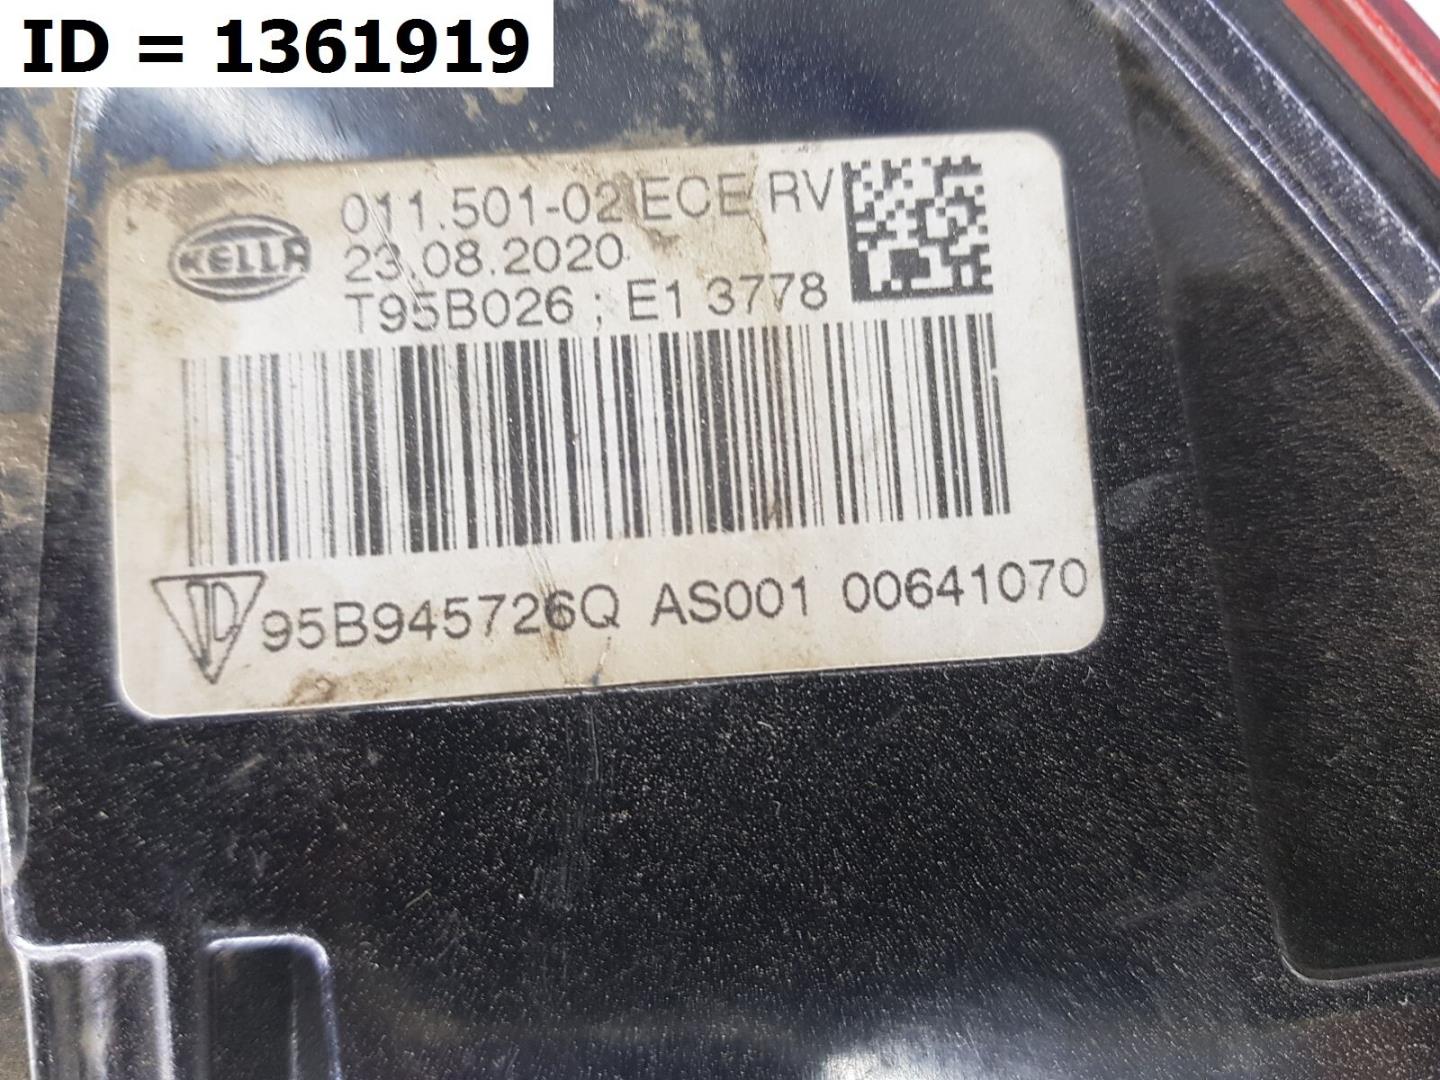 ID = 1361919
011.501-02 ECE RV
HELLA
23.08.2020
T95B026 ; E1 3778
95B945726Q AS001 00641070